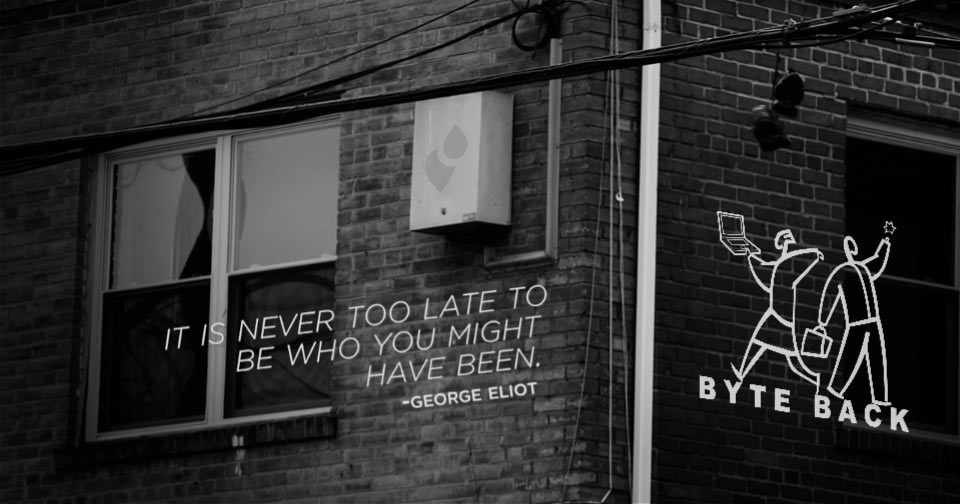 IT IS NEVER TOO LATE TO
BE WHO YOU MIGHT
HAVE BEEN.
-GEORGE ELIOT
BYTE BACK